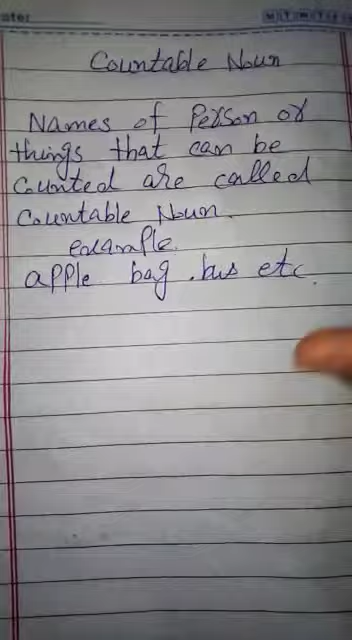 ater
M T W T F S
Countable Noun
Names of Person or
things that can be
Counted are called
Countable Noun.
example.
apple bag .bus etc.